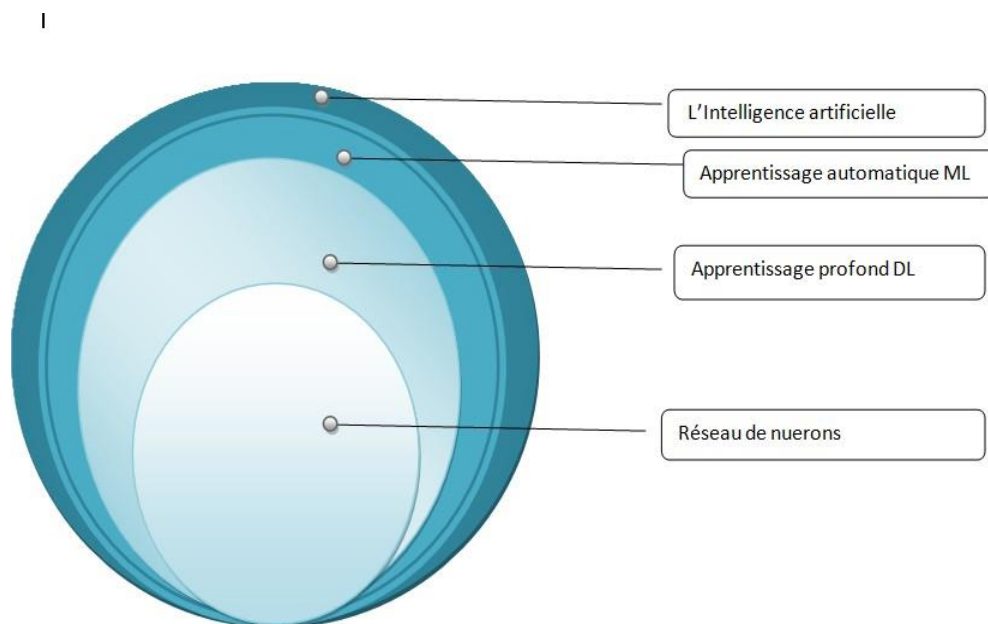 I
L’Intelligence artificielle
Apprentissage automatique ML
Apprentissage profond DL
Réseau de nuerons